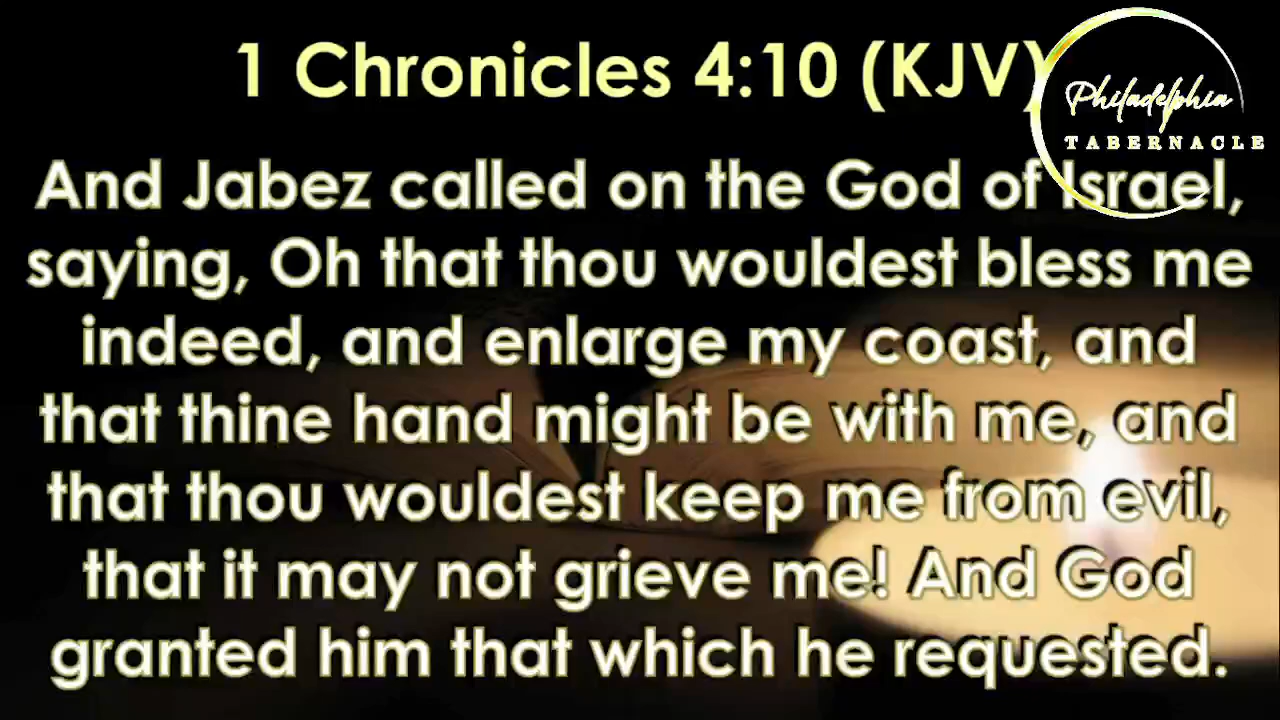 1 Chronicles 4:10 (KJV)
Philadelphia
TABERNACLE
And Jabez called on the God of Israel,
saying, Oh that thou wouldest bless me
indeed, and enlarge my coast, and
that thine hand might be with me, and
that thou wouldest keep me from evil,
that it may not grieve me! And God
granted him that which he requested.